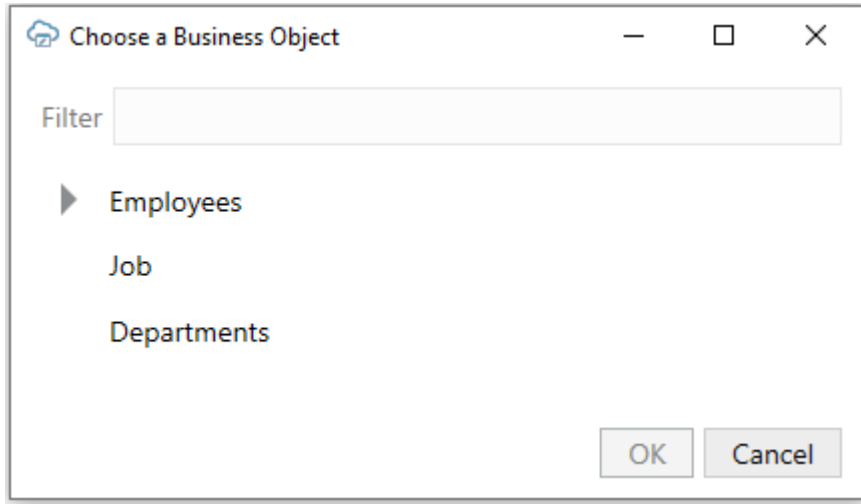 Choose a Business Object
Filter
Employees
Job
Departments
OK Cancel